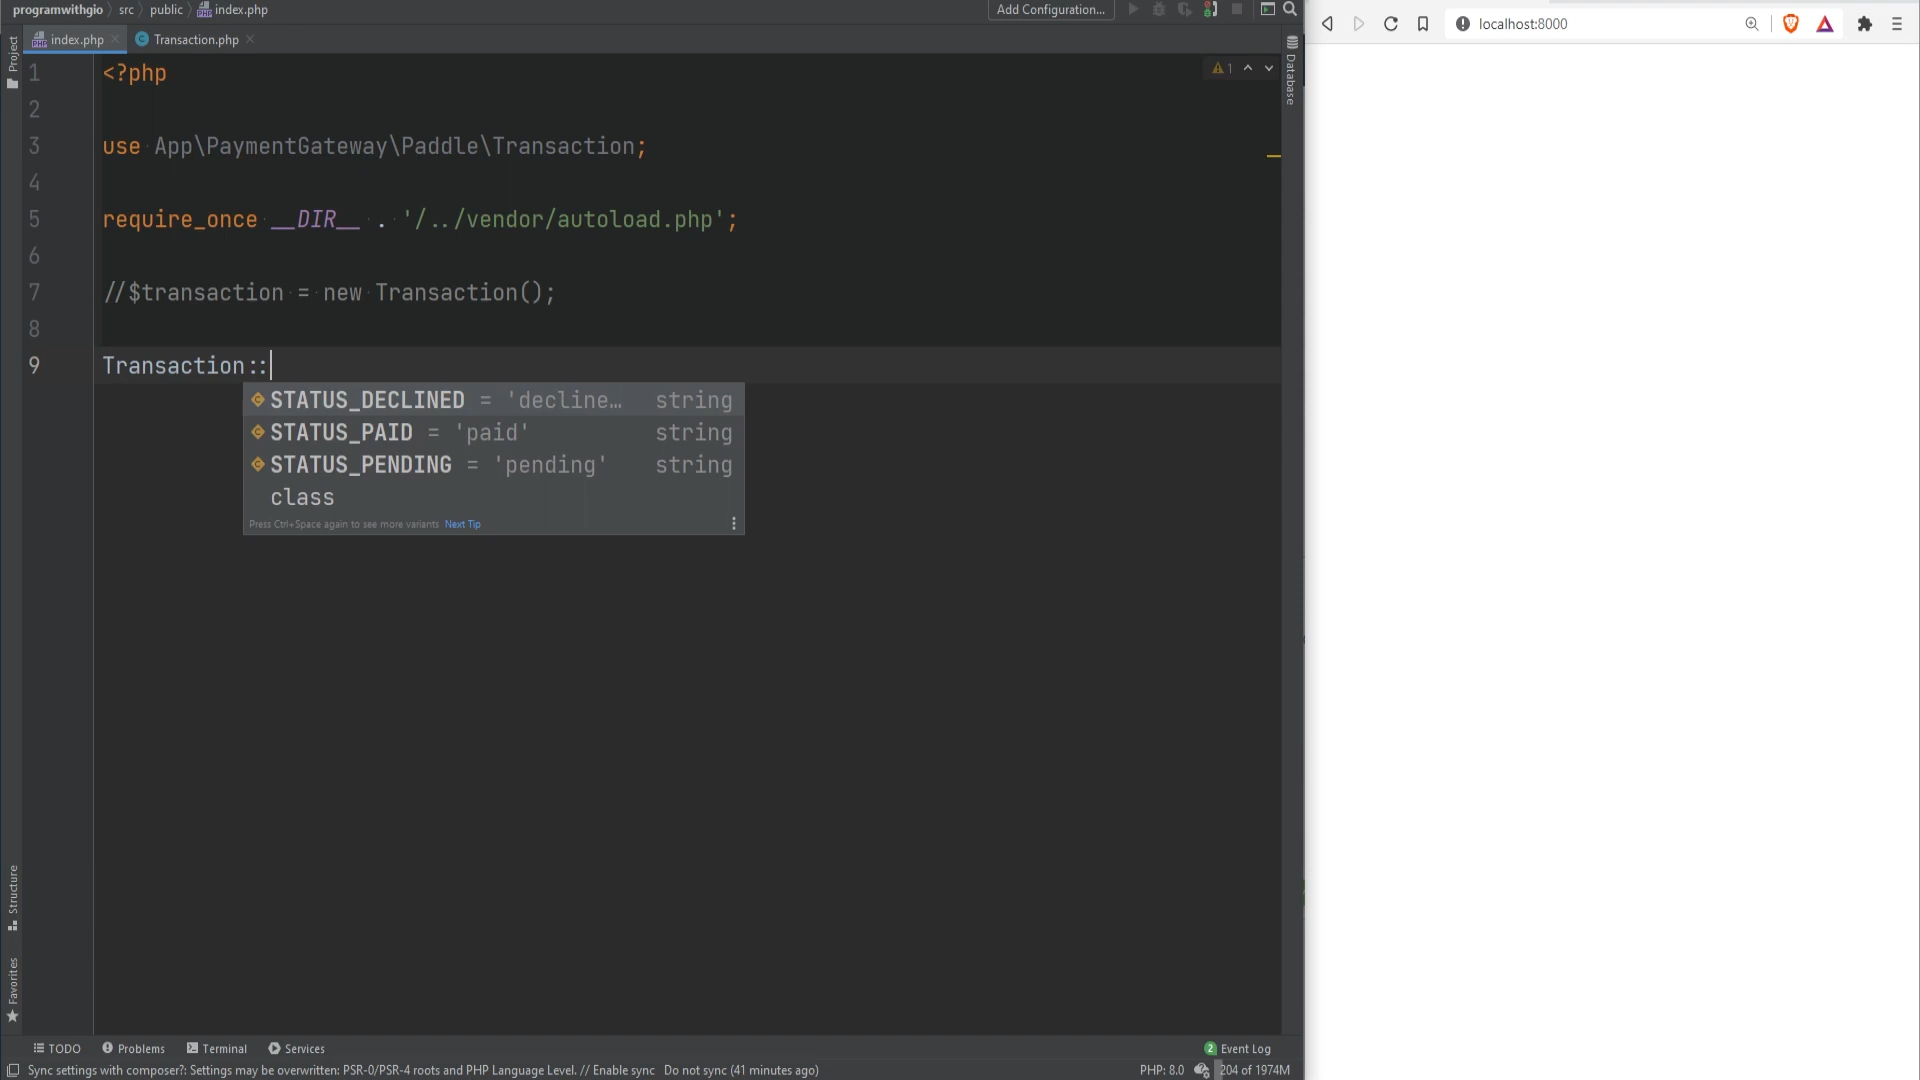 programwithgio src public index.php
Add Configuration...
localhost:8000
index.php
Transaction.php
Project
Database
1
1 <?php
2
3 use App\PaymentGateway\Paddle\Transaction;
4
5 require_once __DIR__ . '/../vendor/autoload.php';
6
7 //$transaction = new Transaction();
8
9 Transaction::
STATUS_DECLINED = 'decline… string
STATUS_PAID = 'paid' string
STATUS_PENDING = 'pending' string
class
Press Ctrl+Space again to see more variants Next Tip
Structure
Favorites
TODO Problems Terminal Services
2 Event Log
Sync settings with composer?: Settings may be overwritten: PSR-0/PSR-4 roots and PHP Language Level. // Enable sync Do not sync (41 minutes ago)
PHP: 8.0 204 of 1974M